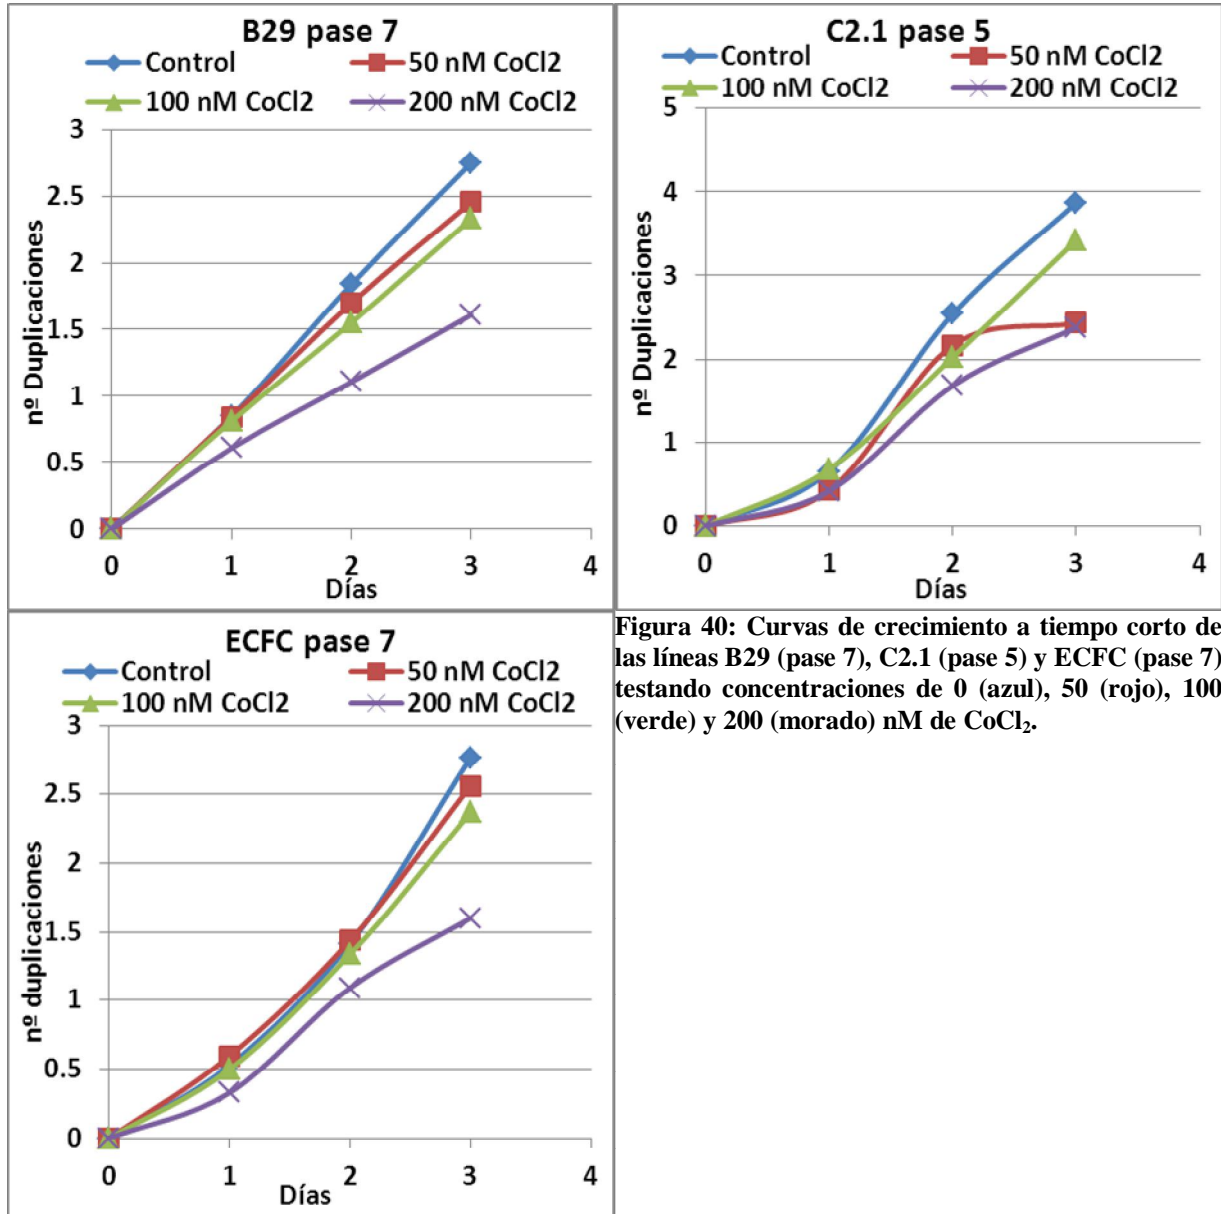 B29 pase 7
Control 50 nM CoCl2
100 nM CoCl2 200 nM CoCl2
3
2.5
2
1.5
1
0.5
0
nº Duplicaciones
0 1 2 3 4
Días
C2.1 pase 5
Control 50 nM CoCl2
100 nM CoCl2 200 nM CoCl2
5
4
3
2
1
0
nº Duplicaciones
0 1 2 3 4
Días
ECFC pase 7
Control 50 nM CoCl2
100 nM CoCl2 200 nM CoCl2
3
2.5
2
1.5
1
0.5
0
nº duplicaciones
0 1 2 3 4
Días
Figura 40: Curvas de crecimiento a tiempo corto de
las líneas B29 (pase 7), C2.1 (pase 5) y ECFC (pase 7)
testando concentraciones de 0 (azul), 50 (rojo), 100
(verde) y 200 (morado) nM de CoCl₂.